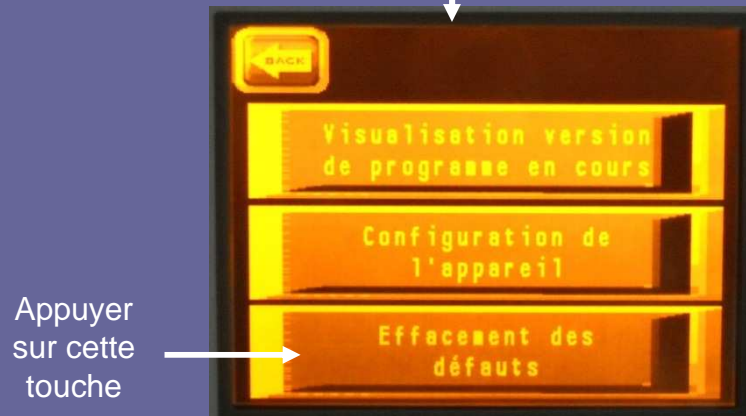 BACK
Visualisation version
de programme en cours
Configuration de
l'appareil
Appuyer
sur cette
touche
Effacement des
défauts